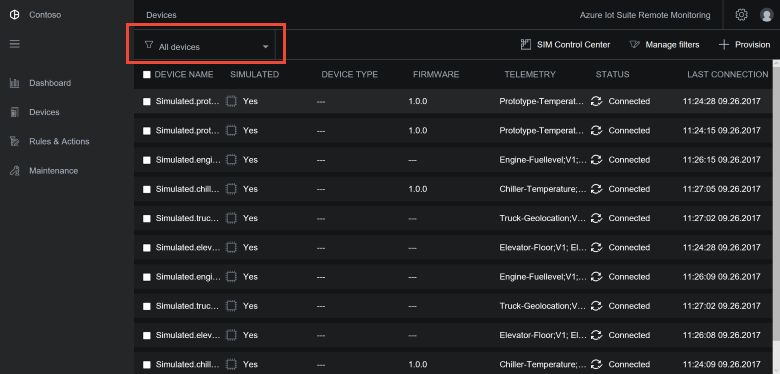 Contoso
Devices
Azure Iot Suite Remote Monitoring
All devices
SIM Control Center
Manage filters
Provision
Dashboard
Devices
Rules & Actions
Maintenance
DEVICE NAME SIMULATED DEVICE TYPE FIRMWARE TELEMETRY STATUS LAST CONNECTION
Simulated.prot... Yes --- 1.0.0 Prototype-Temperat... Connected 11:24:28 09.26.2017
Simulated.prot... Yes --- 1.0.0 Prototype-Temperat... Connected 11:24:15 09.26.2017
Simulated.engi... Yes --- --- Engine-Fuellevel;V1;... Connected 11:26:15 09.26.2017
Simulated.chill... Yes --- 1.0.0 Chiller-Temperature;... Connected 11:27:05 09.26.2017
Simulated.truc... Yes --- --- Truck-Geolocation;V... Connected 11:27:02 09.26.2017
Simulated.elev... Yes --- --- Elevator-Floor;V1; El... Connected 11:24:28 09.26.2017
Simulated.engi... Yes --- --- Engine-Fuellevel;V1;... Connected 11:26:09 09.26.2017
Simulated.truc... Yes --- --- Truck-Geolocation;V... Connected 11:27:02 09.26.2017
Simulated.elev... Yes --- --- Elevator-Floor;V1; El... Connected 11:26:08 09.26.2017
Simulated.chill... Yes --- 1.0.0 Chiller-Temperature;... Connected 11:24:09 09.26.2017